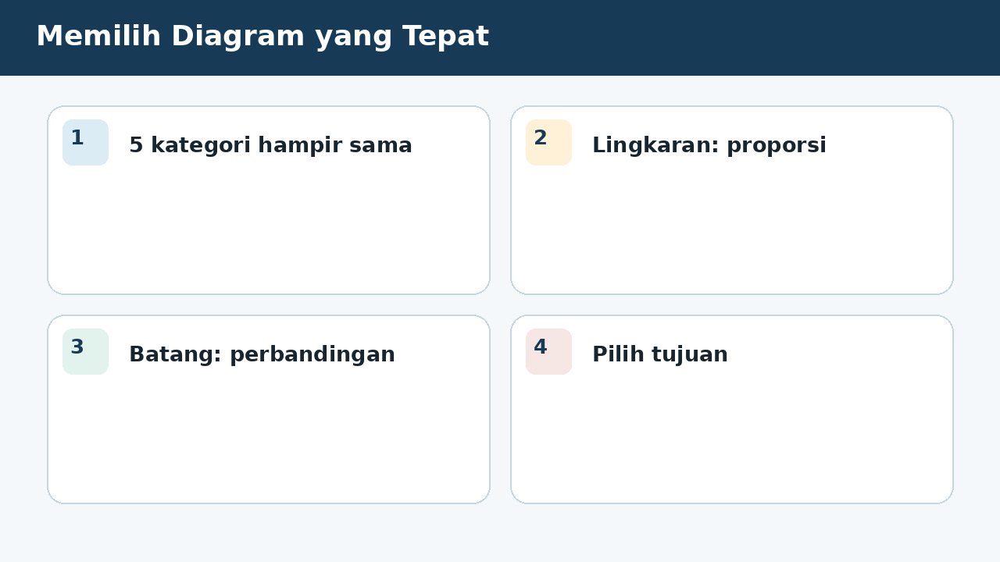 Memilih Diagram yang Tepat
1
5 kategori hampir sama
2
Lingkaran: proporsi
3
Batang: perbandingan
4
Pilih tujuan